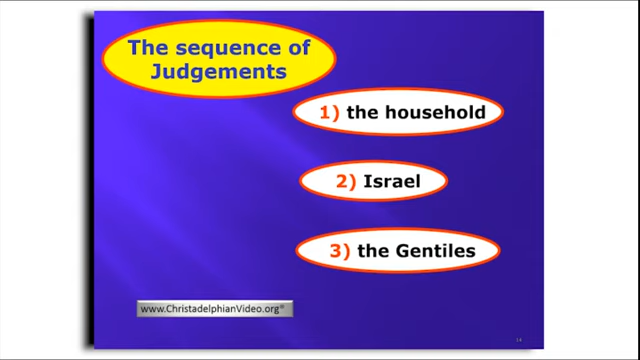 The sequence of
Judgements
1) the household
2) Israel
3) the Gentiles
www.ChristadelphianVideo.org®